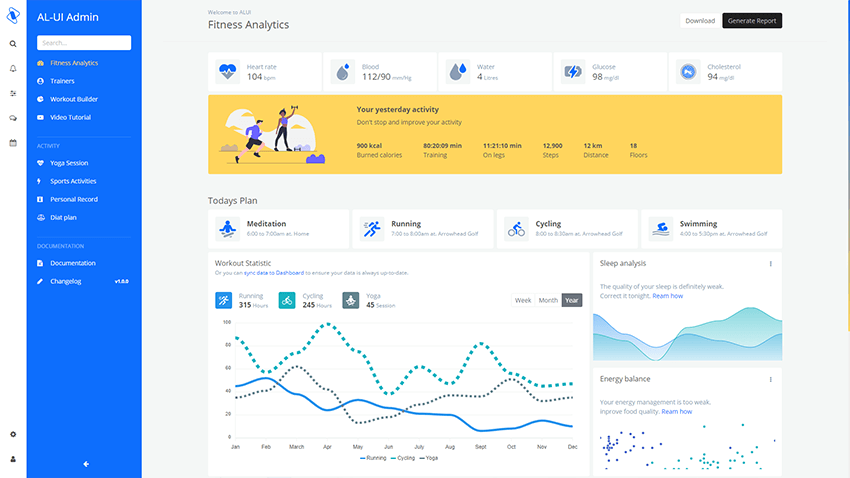 AL-UI Admin
Search...
Fitness Analytics
Trainers
Workout Builder
Video Tutorial
ACTIVITY
Yoga Session
Sports Activities
Personal Record
Diat plan
DOCUMENTATION
Documentation
Changelog v1.0.0
Welcome to ALUI
Fitness Analytics
Download Generate Report
Heart rate
104 bpm
Blood
112/90 mm/Hg
Water
4 Litres
Glucose
98 mg/dl
Cholesterol
94 mg/dl
Your yesterday activity
Don't stop and improve your activity
900 kcal
Burned calories
80:20:09 min
Training
11:21:10 min
On legs
12,900
Steps
12 km
Distance
18
Floors
Todays Plan
Meditation
6:00 to 7:00am at, Home
Running
7:00 to 8:00am at, Arrowhead Golf
Cycling
8:00 to 8:30am at, Arrowhead Golf
Swimming
4:00 to 5:30pm at, Arrowhead Golf
Workout Statistic
Or you can sync data to Dashboard to ensure your data is always up-to-date.
Running
315 Hours
Cycling
245 Hours
Yoga
45 Session
Week Month Year
100
80
60
40
20
0
Jan Feb March Apr May Jun July Aug Sept Oct Nov Dec
Running Cycling Yoga
Sleep analysis
The quality of your sleep is definitely weak.
Correct it tonight. Ream how
Energy balance
Your energy management is too weak.
inprove food quality. Ream how